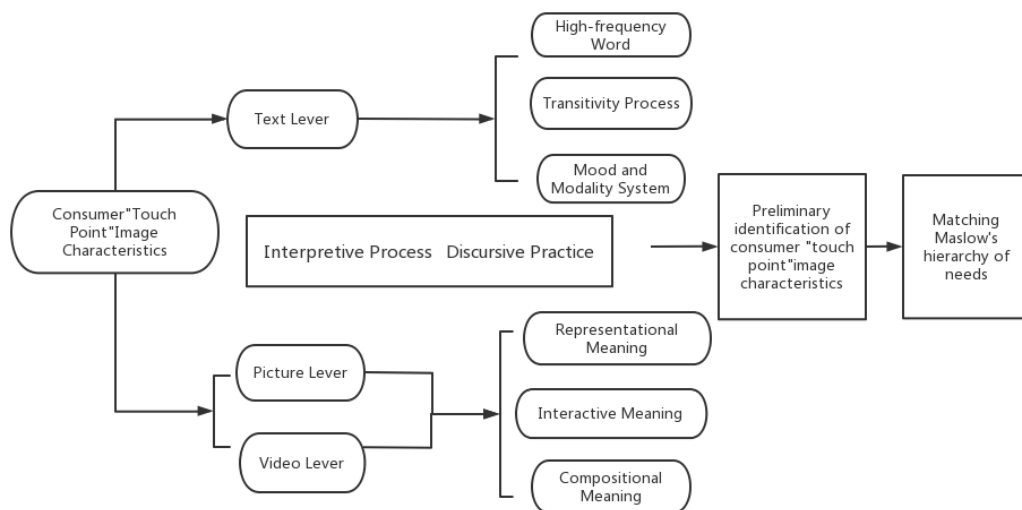 High-frequency
Word
Transitivity Process
Text Lever
Mood and
Modality System
Consumer"Touch
Point"Image
Characteristics
Interpretive Process   Discursive Practice
Preliminary
identification of
consumer "touch
point"image
characteristics
Matching
Maslow's
hierarchy of
needs
Representational
Meaning
Picture Lever
Interactive Meaning
Video Lever
Compositional
Meaning